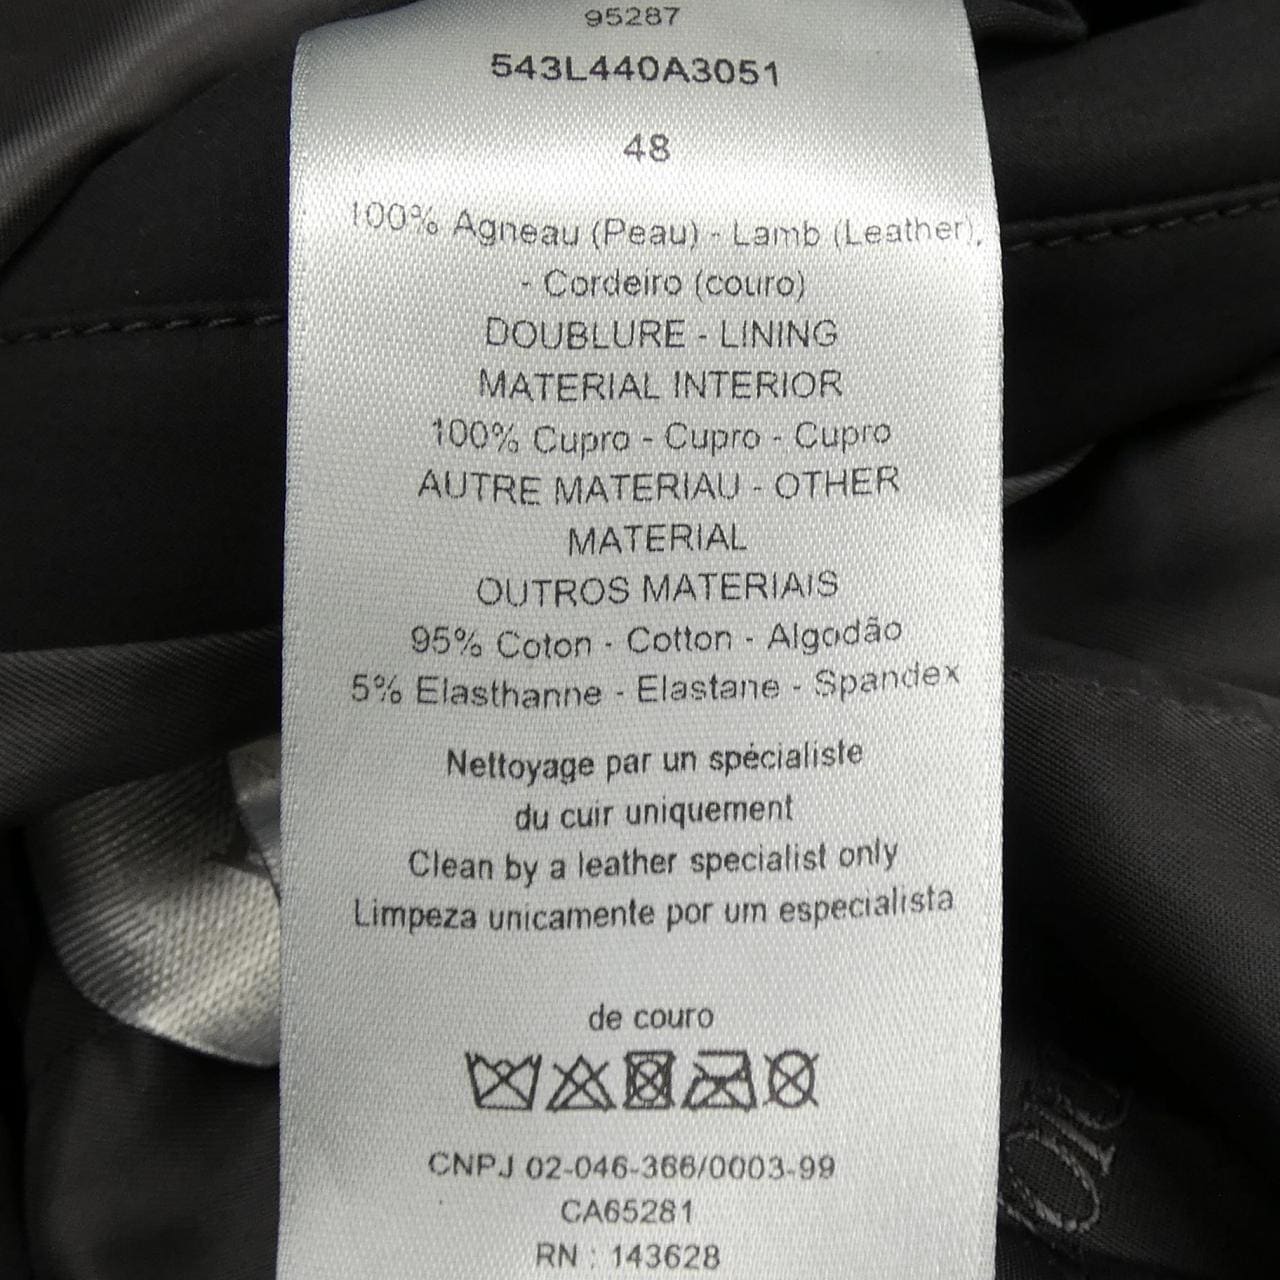 95287
543L440A3051
48
100% Agneau (Peau) - Lamb (Leather),
- Cordeiro (couro)
DOUBLURE - LINING
MATERIAL INTERIOR
100% Cupro - Cupro - Cupro
AUTRE MATERIAU - OTHER
MATERIAL
OUTROS MATERIAIS
95% Coton - Cotton - Algodão
5% Elasthanne - Elastane - Spandex
Nettoyage par un spécialiste
du cuir uniquement
Clean by a leather specialist only
Limpeza unicamente por um especialista
de couro
CNPJ 02-046-366/0003-99
CA65281
RN : 143628